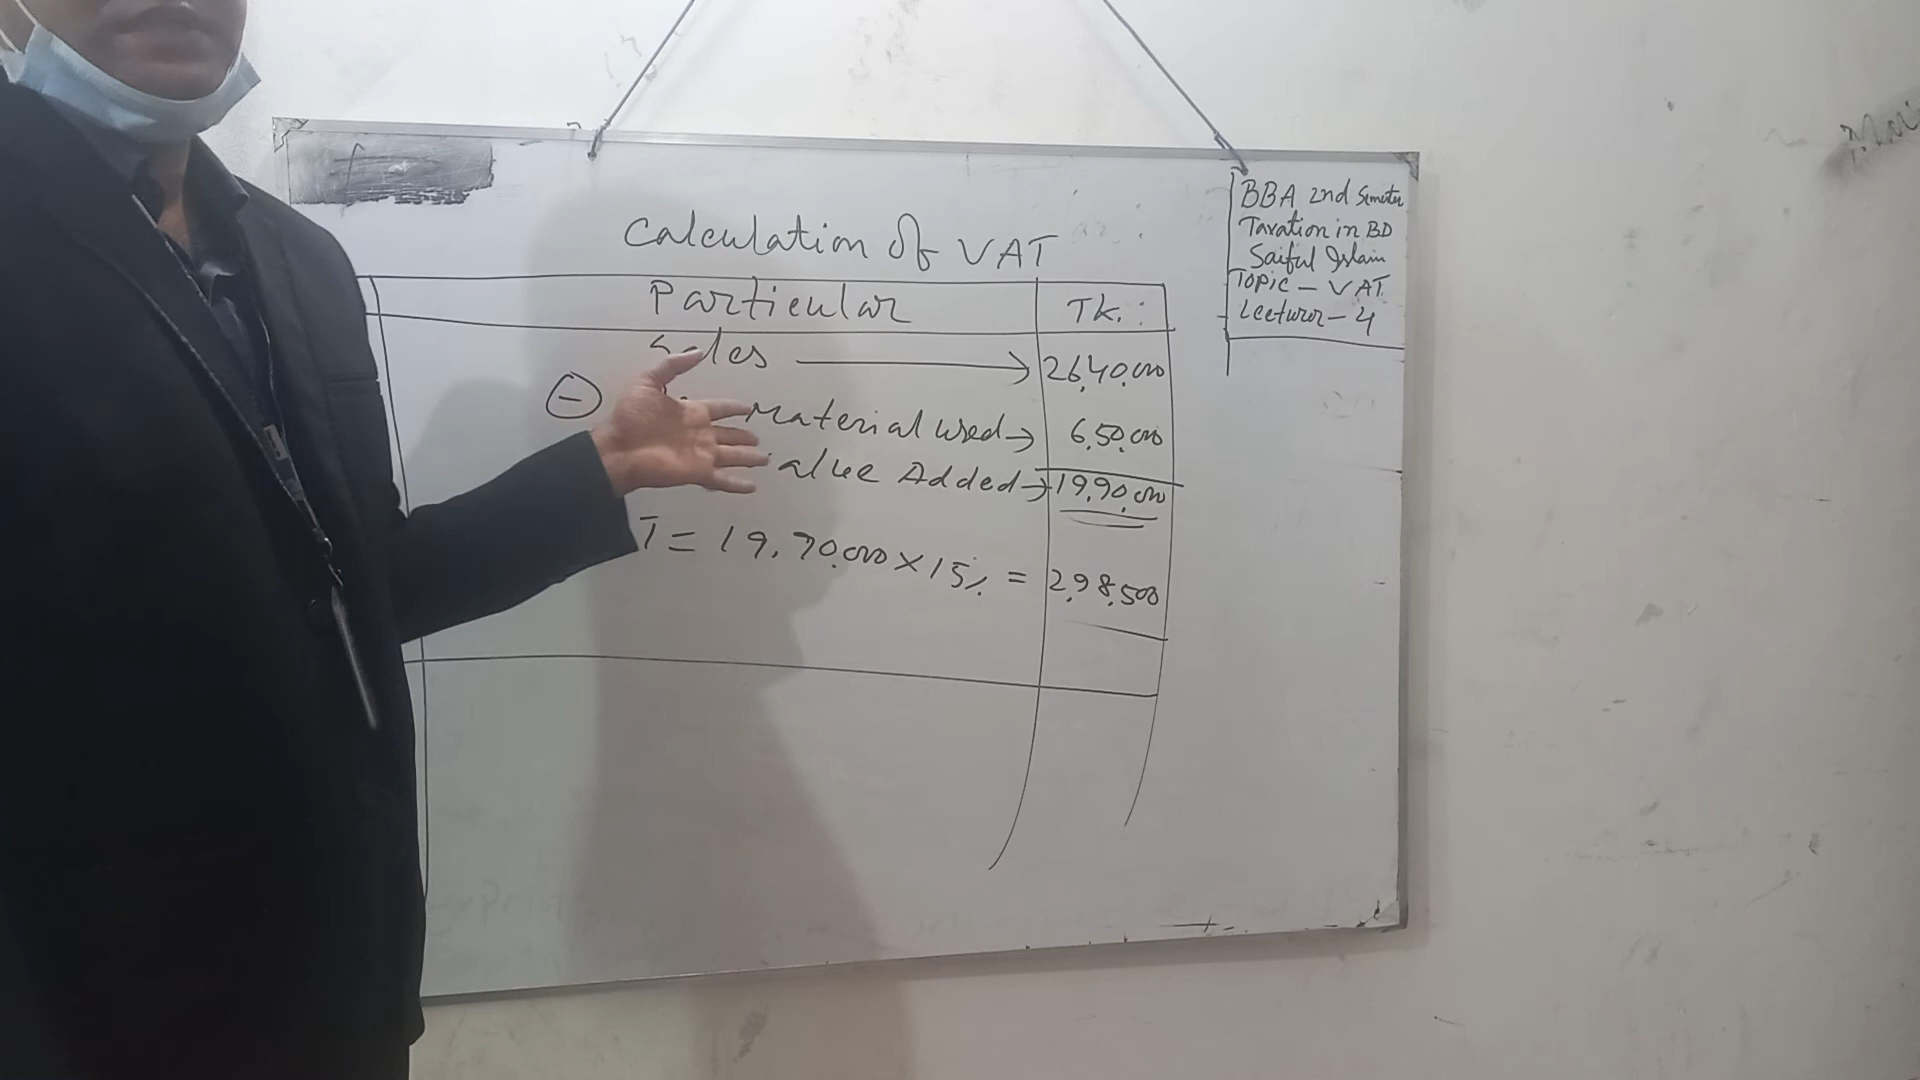 Calculation of VAT
Particular Tk. :
Sales → 26,40,000
(-) Material Used → 6,50,000
alue Added → 19,90,000
T = 19,90,000 × 15% = 2,98,500
BBA 2nd Semester
Taxation in BD
Saiful Islam
Topic – VAT
Lecturer – 4